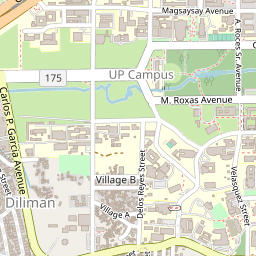 Magsaysay Avenue
A. Roces Sr. Avenue
175
UP Campus
M. Roxas Avenue
Carlos P. Garcia Avenue
Delos Reyes Street
Velasquez Street
Village B
Street
Diliman
Village A